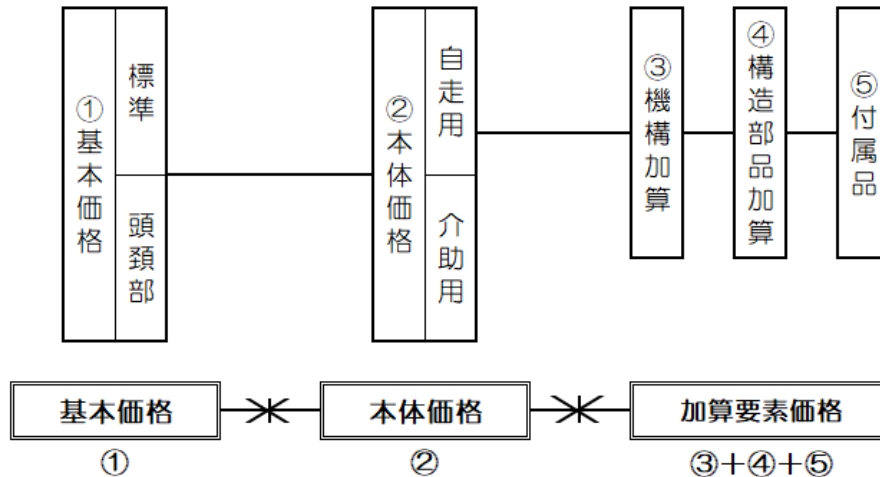 ①基本価格
標準
頭頚部
②本体価格
自走用
介助用
③機構加算
④構造部品加算
⑤付属品
基本価格
本体価格
加算要素価格
①
②
③+④+⑤